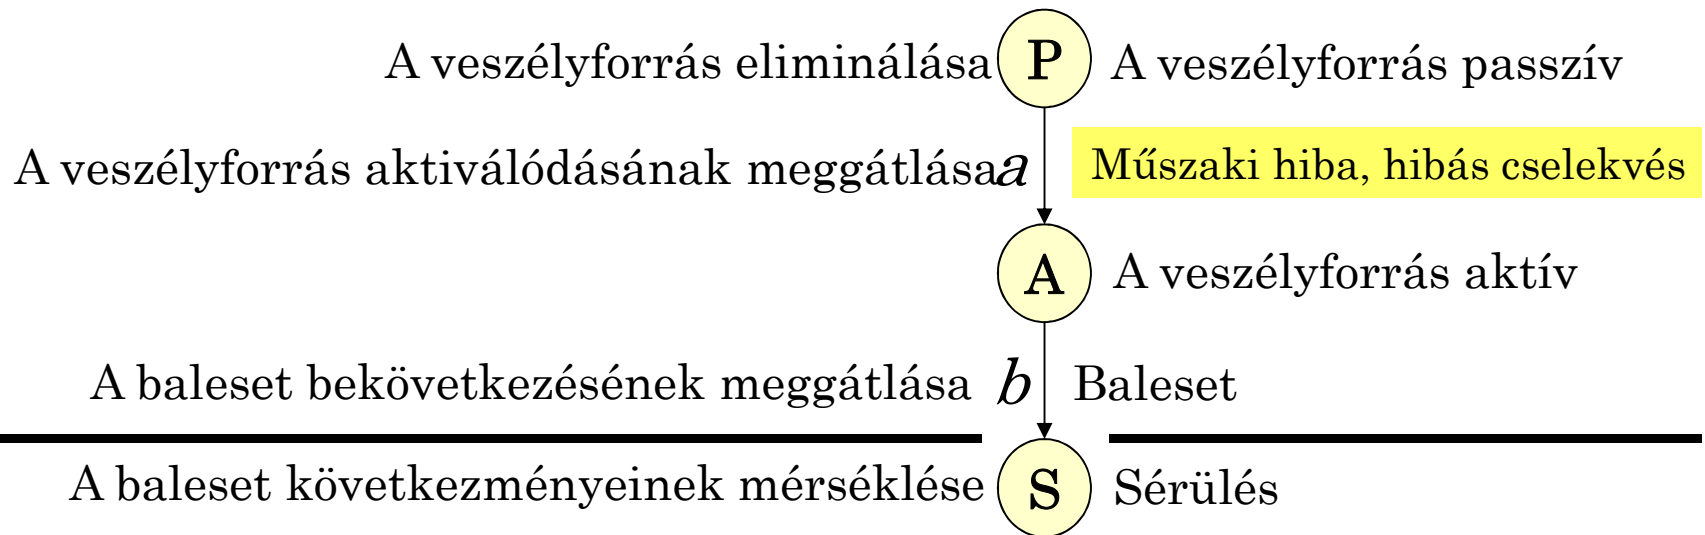 A veszélyforrás eliminálása P A veszélyforrás passzív
A veszélyforrás aktiválódásának meggátlása a Műszaki hiba, hibás cselekvés
A A veszélyforrás aktív
A baleset bekövetkezésének meggátlása b Baleset
A baleset következményeinek mérséklése S Sérülés